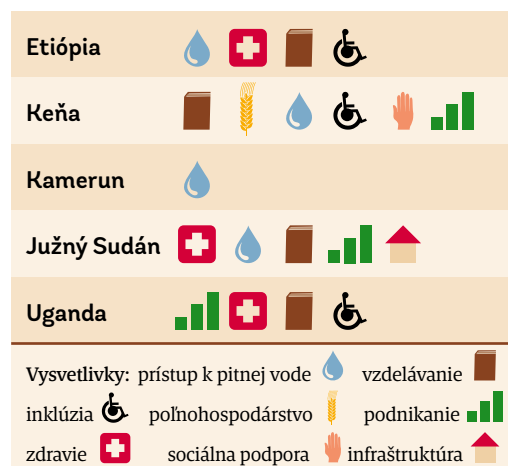 Etiópia
Keňa
Kamerun
Južný Sudán
Uganda
Vysvetlivky: prístup k pitnej vode vzdelávanie
inklúzia poľnohospodárstvo podnikanie
zdravie sociálna podpora infraštruktúra